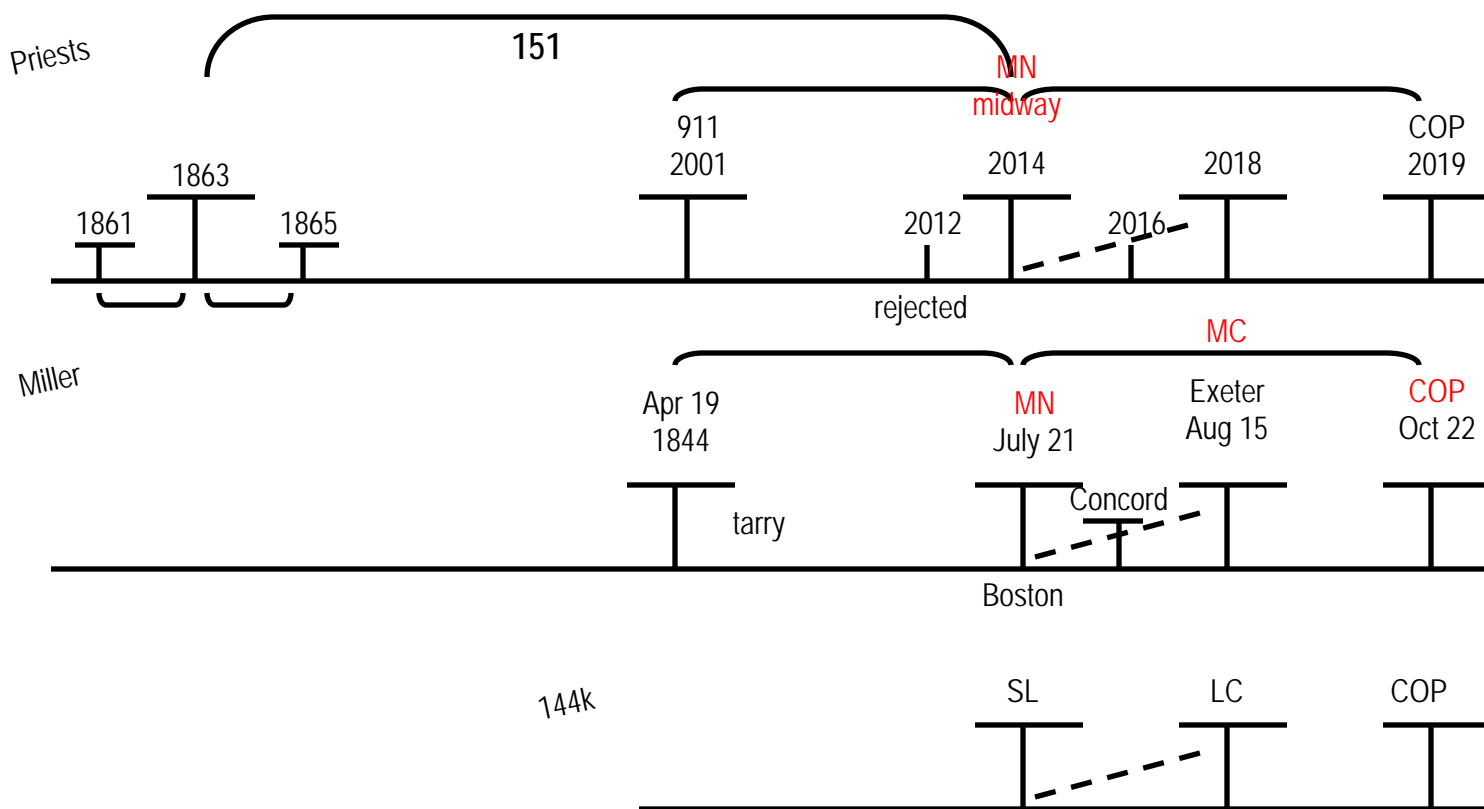 Priests
151
MN
midway
911
2001
COP
2019
1863
2014
2018
1861
1865
2012
2016
rejected
MC
Miller
Apr 19
1844
MN
July 21
Exeter
Aug 15
COP
Oct 22
Concord
tarry
Boston
144k
SL
LC
COP